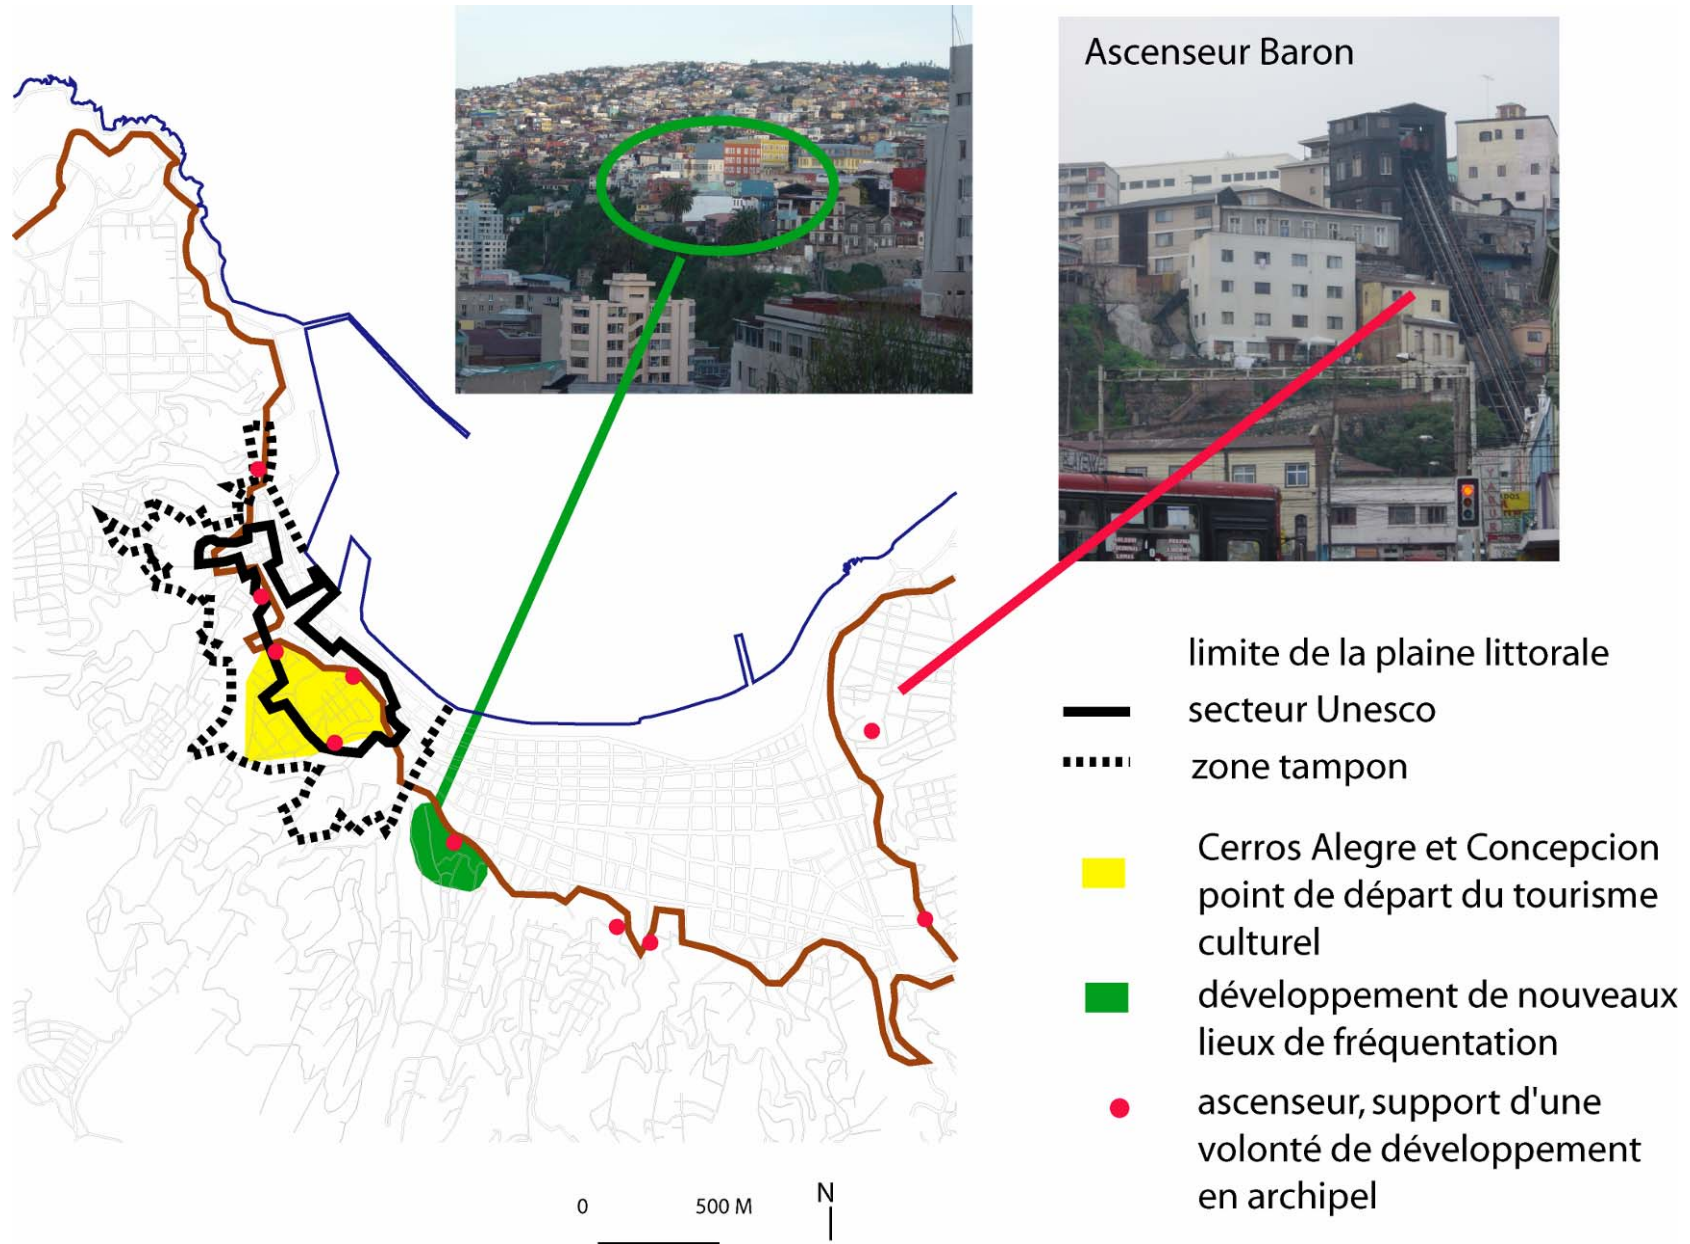 Ascenseur Baron
limite de la plaine littorale
secteur Unesco
zone tampon
Cerros Alegre et Concepcion
point de départ du tourisme
culturel
développement de nouveaux
lieux de fréquentation
ascenseur, support d'une
volonté de développement
en archipel
0 500 M
N